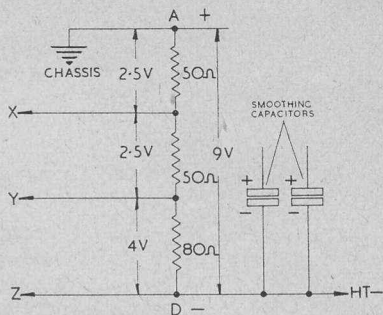 A +
CHASSIS
2·5V
50Ω
X
SMOOTHING
CAPACITORS
2·5V
9V
50Ω
+
+
Y
-
-
4V
80Ω
Z
HT-
D -